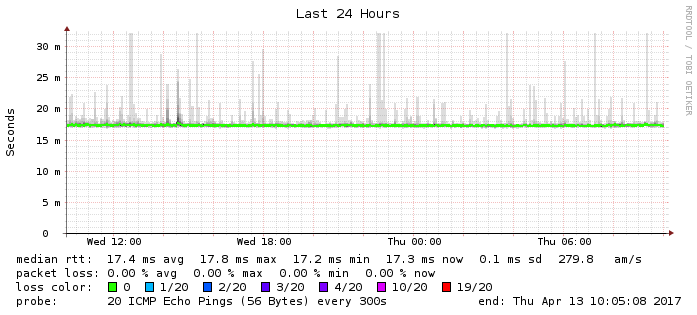 Last 24 Hours
RRDTOOL / TOBI OETIKER
Seconds
30 m
25 m
20 m
15 m
10 m
5 m
0
Wed 12:00 Wed 18:00 Thu 00:00 Thu 06:00
median rtt: 17.4 ms avg 17.8 ms max 17.2 ms min 17.3 ms now 0.1 ms sd 279.8 am/s
packet loss: 0.00 % avg 0.00 % max 0.00 % min 0.00 % now
loss color: 0 1/20 2/20 3/20 4/20 10/20 19/20
probe: 20 ICMP Echo Pings (56 Bytes) every 300s end: Thu Apr 13 10:05:08 2017